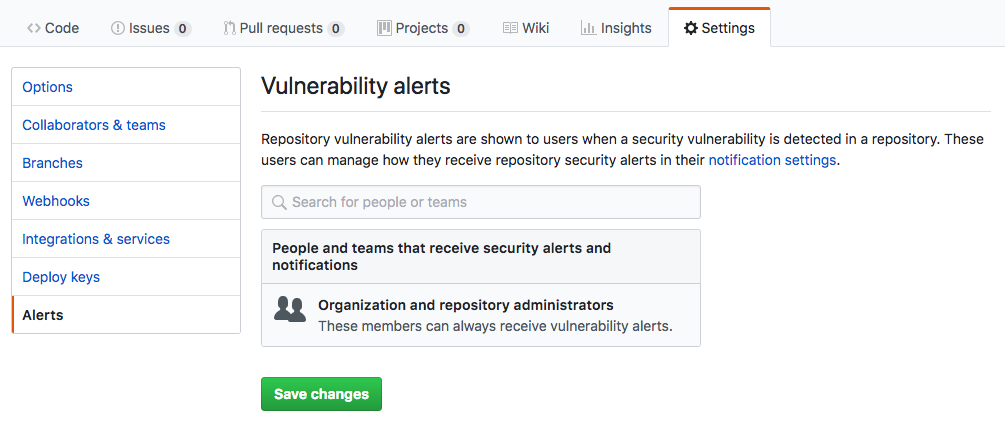 Code Issues 0 Pull requests 0 Projects 0 Wiki Insights Settings
Options
Collaborators & teams
Branches
Webhooks
Integrations & services
Deploy keys
Alerts
Vulnerability alerts
Repository vulnerability alerts are shown to users when a security vulnerability is detected in a repository. These
users can manage how they receive repository security alerts in their notification settings.
Search for people or teams
People and teams that receive security alerts and
notifications
Organization and repository administrators
These members can always receive vulnerability alerts.
Save changes